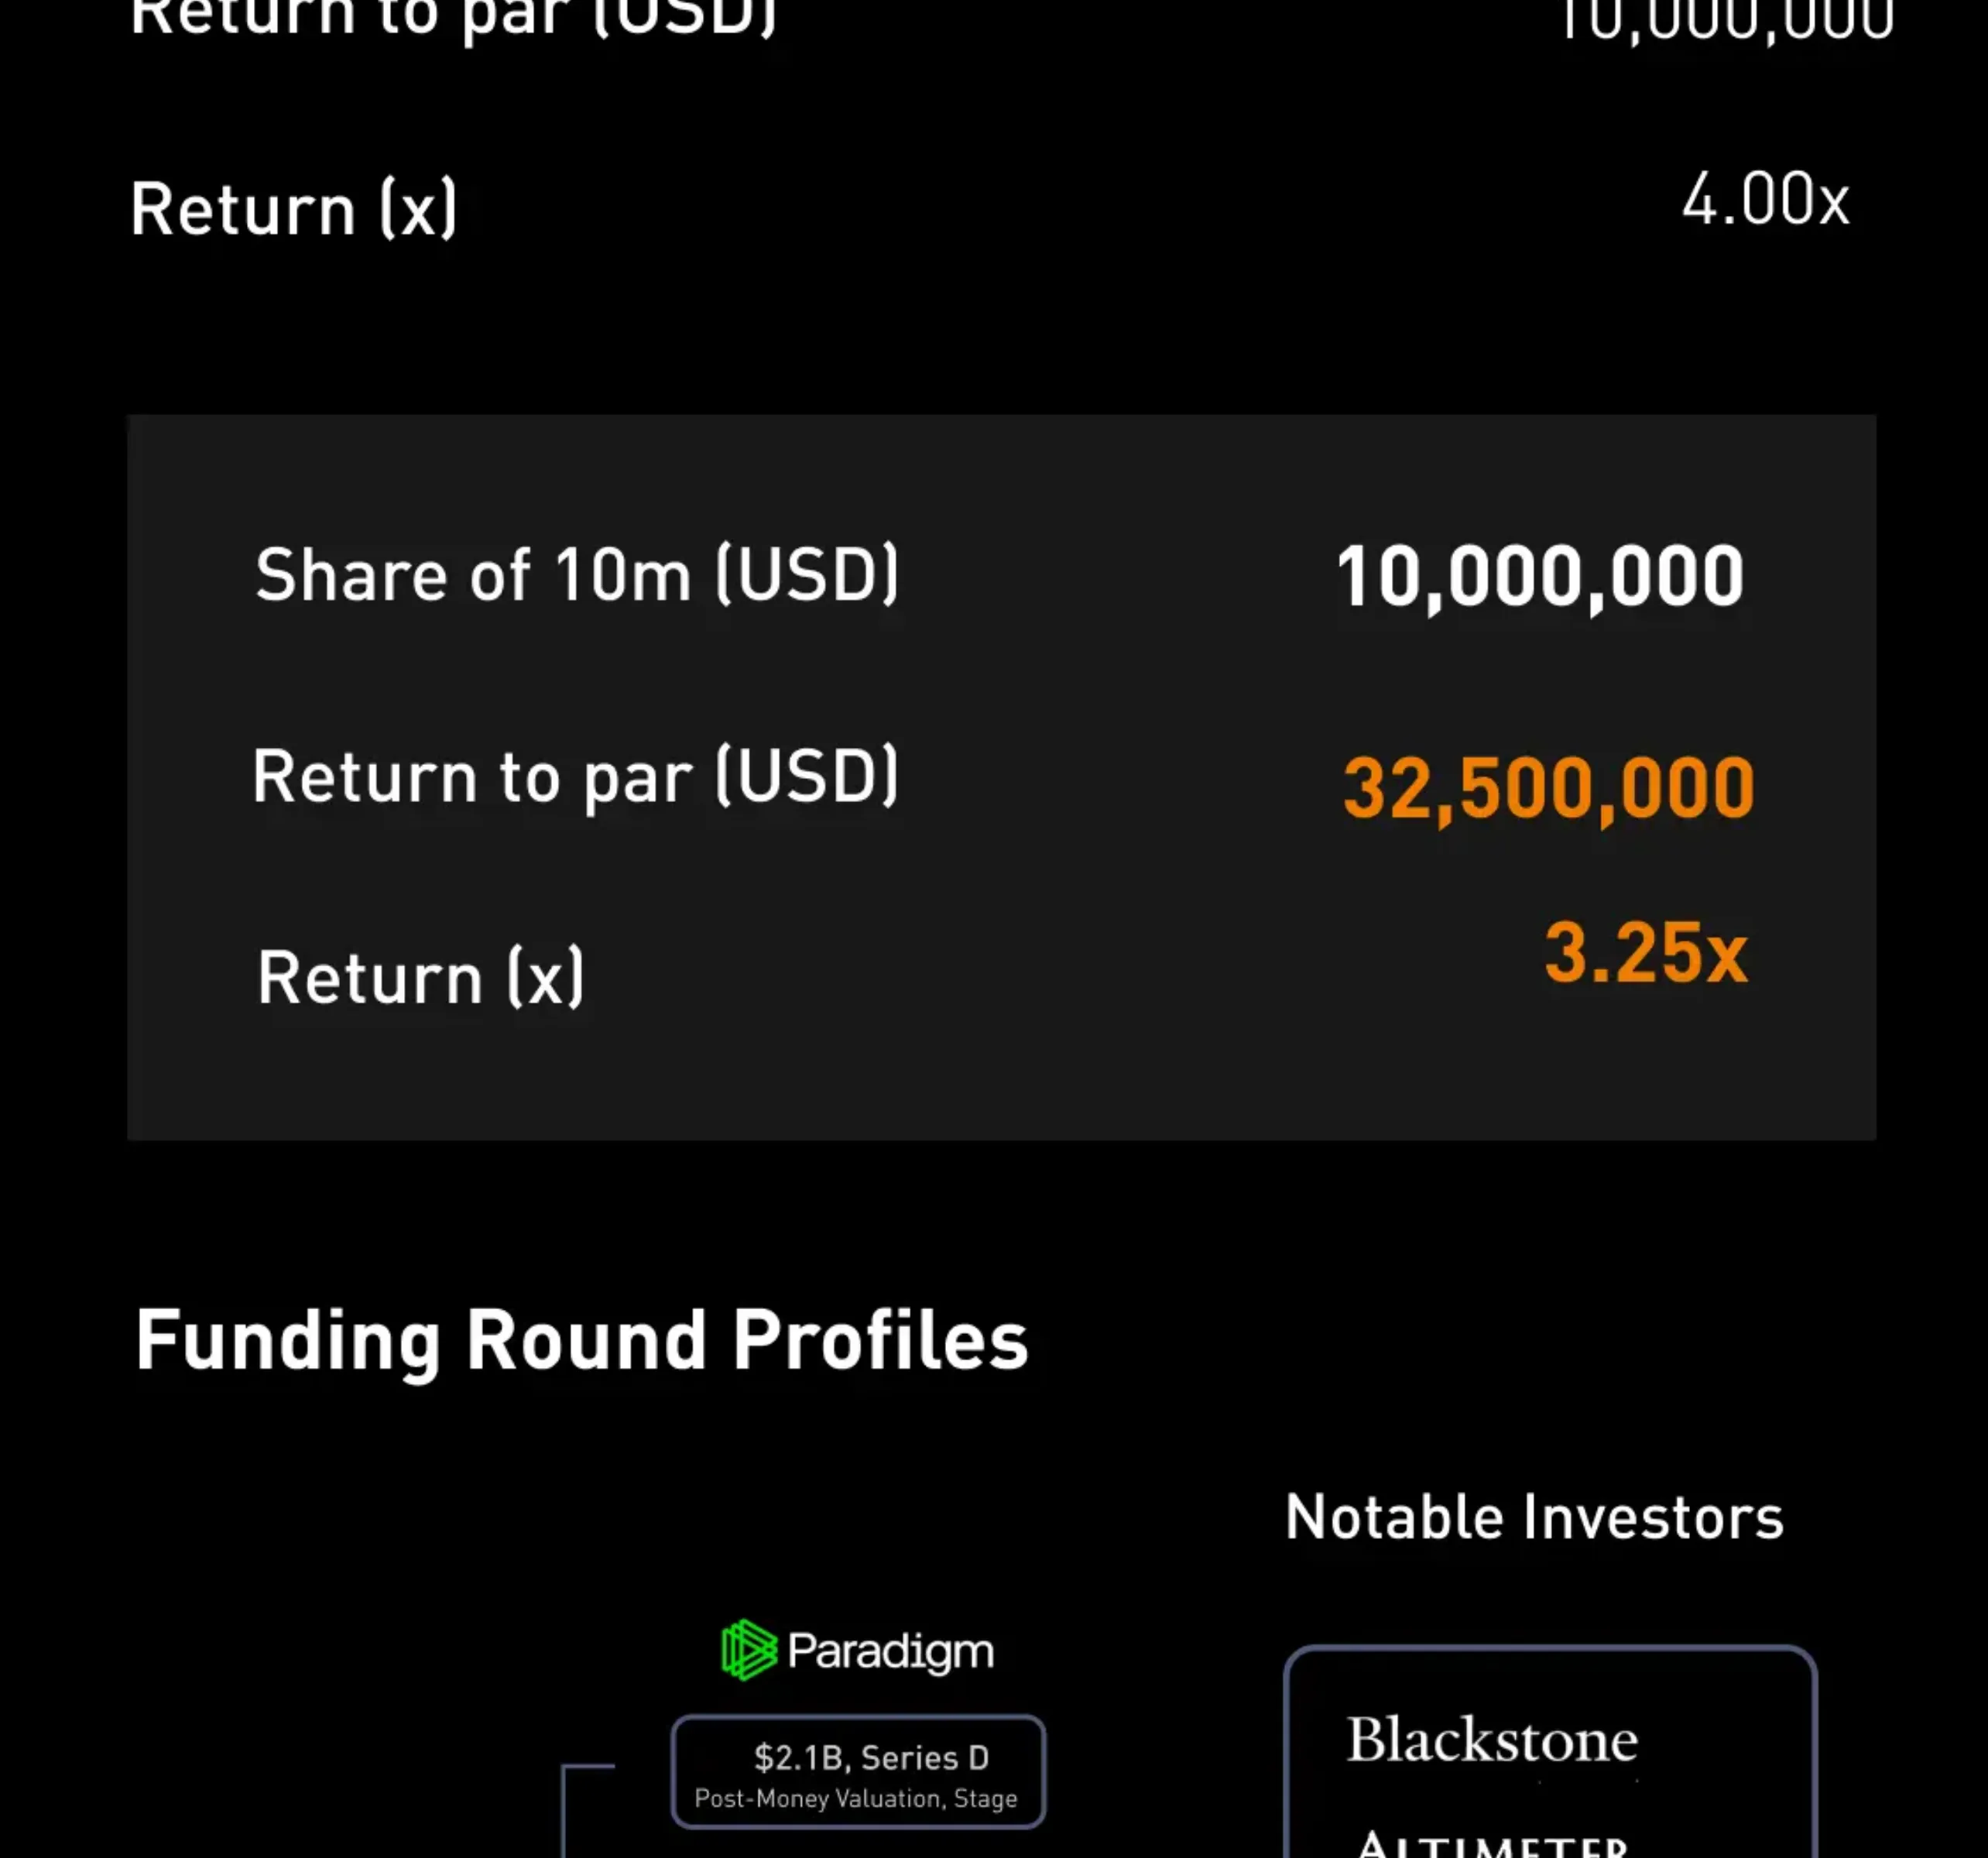 Return to par (USD) 10,000,000
Return (x) 4.00x
Share of 10m (USD) 10,000,000
Return to par (USD) 32,500,000
Return (x) 3.25x
Funding Round Profiles
Notable Investors
Paradigm
$2.1B, Series D
Post-Money Valuation, Stage
Blackstone
ALTIMETER